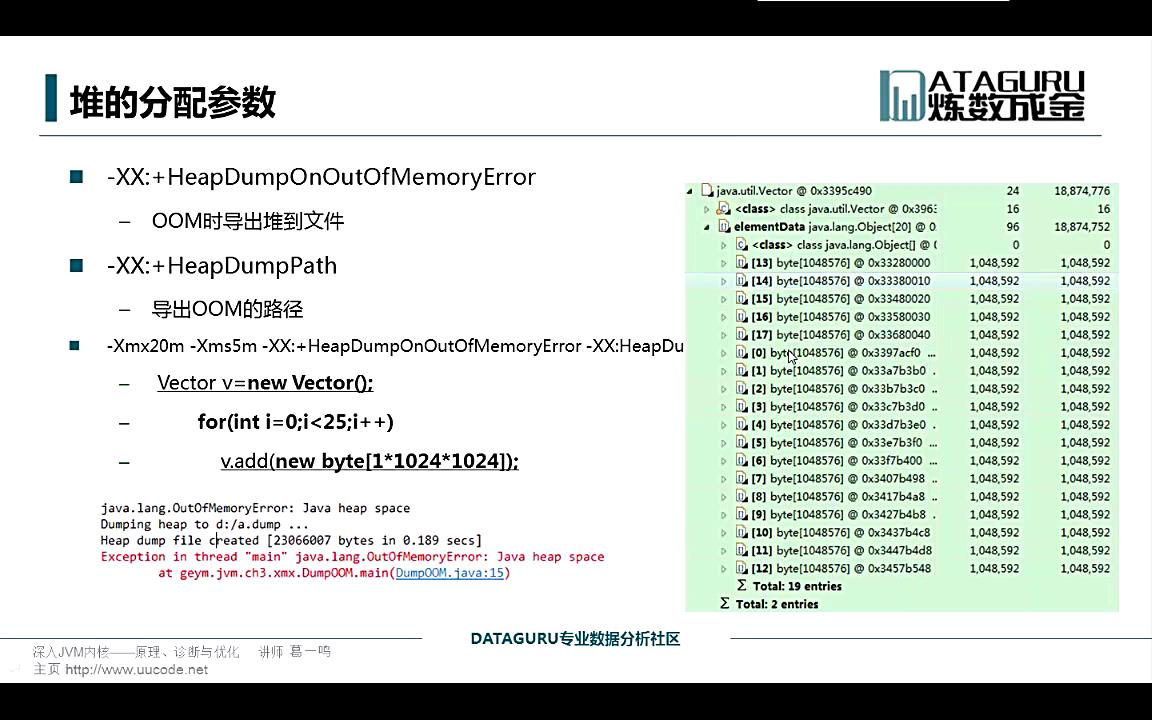 堆的分配参数
ATAGURU
炼数成金
-XX:+HeapDumpOnOutOfMemoryError
– OOM时导出堆到文件
-XX:+HeapDumpPath
– 导出OOM的路径
-Xmx20m -Xms5m -XX:+HeapDumpOnOutOfMemoryError -XX:HeapDu
– Vector v=new Vector();
– for(int i=0;i<25;i++)
– v.add(new byte[1*1024*1024]);
java.lang.OutOfMemoryError: Java heap space
Dumping heap to d:/a.dump ...
Heap dump file created [23066007 bytes in 0.189 secs]
Exception in thread "main" java.lang.OutOfMemoryError: Java heap space
at geym.jvm.ch3.xmx.DumpOOM.main(DumpOOM.java:15)
java.util.Vector @ 0x3395c490 24 18,874,776
<class> class java.util.Vector @ 0x3963 16 16
elementData java.lang.Object[20] @ 0 96 18,874,752
<class> class java.lang.Object[] @ ( 0 0
[13] byte[1048576] @ 0x33280000 1,048,592 1,048,592
[14] byte[1048576] @ 0x33380010 1,048,592 1,048,592
[15] byte[1048576] @ 0x33480020 1,048,592 1,048,592
[16] byte[1048576] @ 0x33580030 1,048,592 1,048,592
[17] byte[1048576] @ 0x33680040 1,048,592 1,048,592
[0] byte[1048576] @ 0x3397acf0 ... 1,048,592 1,048,592
[1] byte[1048576] @ 0x33a7b3b0 . 1,048,592 1,048,592
[2] byte[1048576] @ 0x33b7b3c0 .. 1,048,592 1,048,592
[3] byte[1048576] @ 0x33c7b3d0 .. 1,048,592 1,048,592
[4] byte[1048576] @ 0x33d7b3e0 . 1,048,592 1,048,592
[5] byte[1048576] @ 0x33e7b3f0 ... 1,048,592 1,048,592
[6] byte[1048576] @ 0x33f7b400 ... 1,048,592 1,048,592
[7] byte[1048576] @ 0x3407b498 .. 1,048,592 1,048,592
[8] byte[1048576] @ 0x3417b4a8 .. 1,048,592 1,048,592
[9] byte[1048576] @ 0x3427b4b8 .. 1,048,592 1,048,592
[10] byte[1048576] @ 0x3437b4c8 1,048,592 1,048,592
[11] byte[1048576] @ 0x3447b4d8 1,048,592 1,048,592
[12] byte[1048576] @ 0x3457b548 1,048,592 1,048,592
Σ Total: 19 entries
Σ Total: 2 entries
DATAGURU专业数据分析社区
深入JVM内核——原理、诊断与优化 讲师 葛一鸣
主页 http://www.uucode.net